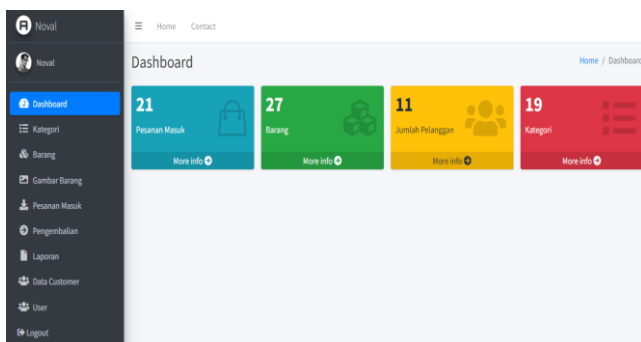 Noval
Home Contact
Noval
Dashboard
Kategori
Barang
Gambar Barang
Pesanan Masuk
Pengembalian
Laporan
Data Customer
User
Logout
Dashboard
Home / Dashboard
21
Pesanan Masuk
More info
27
Barang
More info
11
Jumlah Pelanggan
More info
19
Kategori
More info